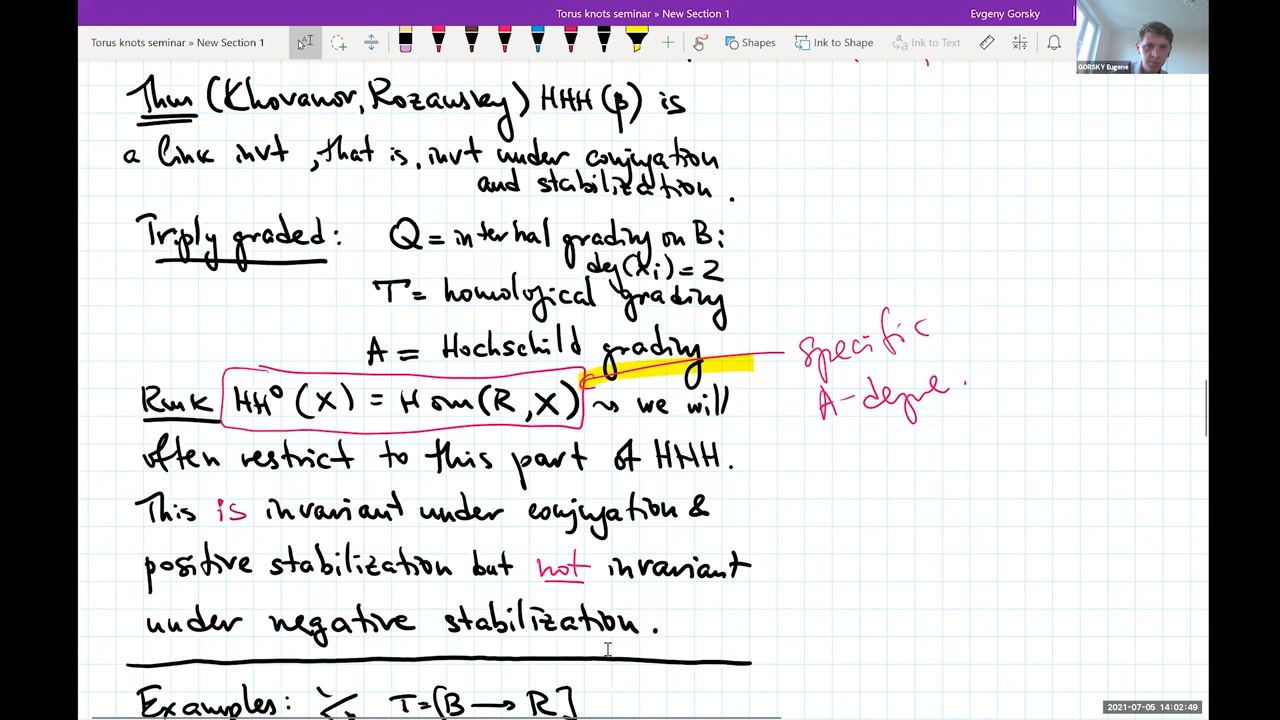 Torus knots seminar » New Section 1
Evgeny Gorsky
Torus knots seminar » New Section 1
Shapes
Ink to Shape
Ink to Text
GORSKY Eugene
Thm (Khovanov, Rozansky) HHH(β) is
a link invt, that is, invt under conjugation
and stabilization.
Triply graded: Q = internal grading on B:
deg(xi) = 2
T = homological grading
A = Hochschild grading
specific
A-degree.
Rmk HH⁰(X) = Hom(R, X) ⇝ we will
often restrict to this part of HHH.
This is invariant under conjugation &
positive stabilization but not invariant
under negative stabilization.
Examples: T = [B → R]
2021-07-05 14:02:49